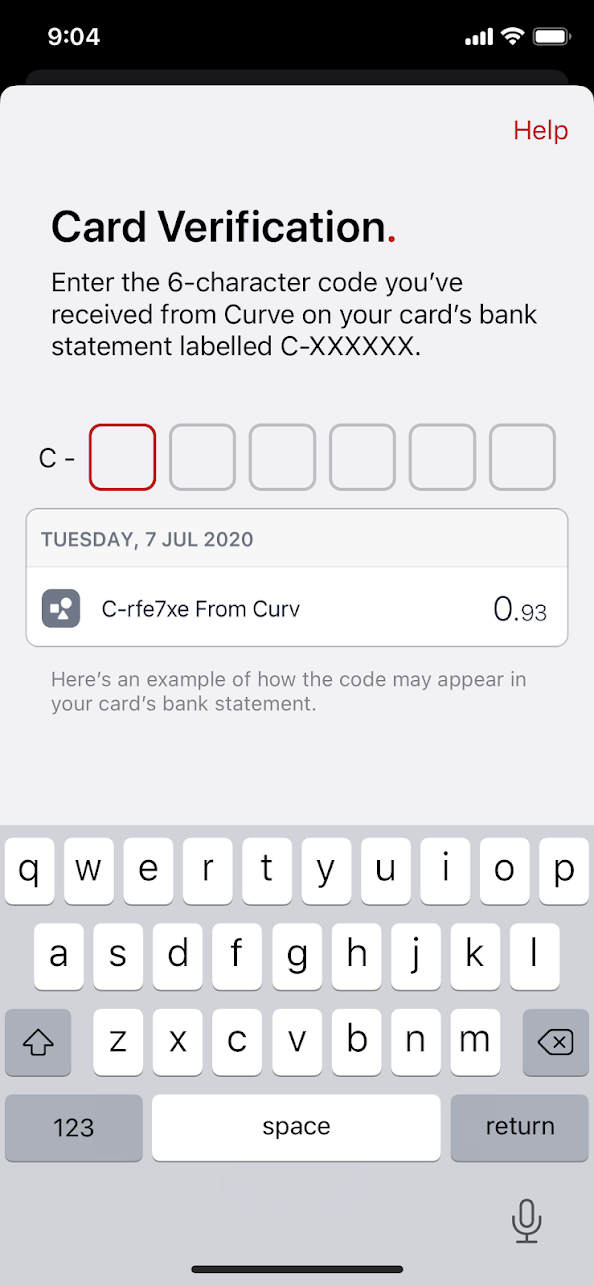 9:04
Help
Card Verification.
Enter the 6-character code you've
received from Curve on your card's bank
statement labelled C-XXXXXX.
C -
TUESDAY, 7 JUL 2020
C-rfe7xe From Curv 0.93
Here's an example of how the code may appear in
your card's bank statement.
q w e r t y u i o p
a s d f g h j k l
z x c v b n m
123 space return